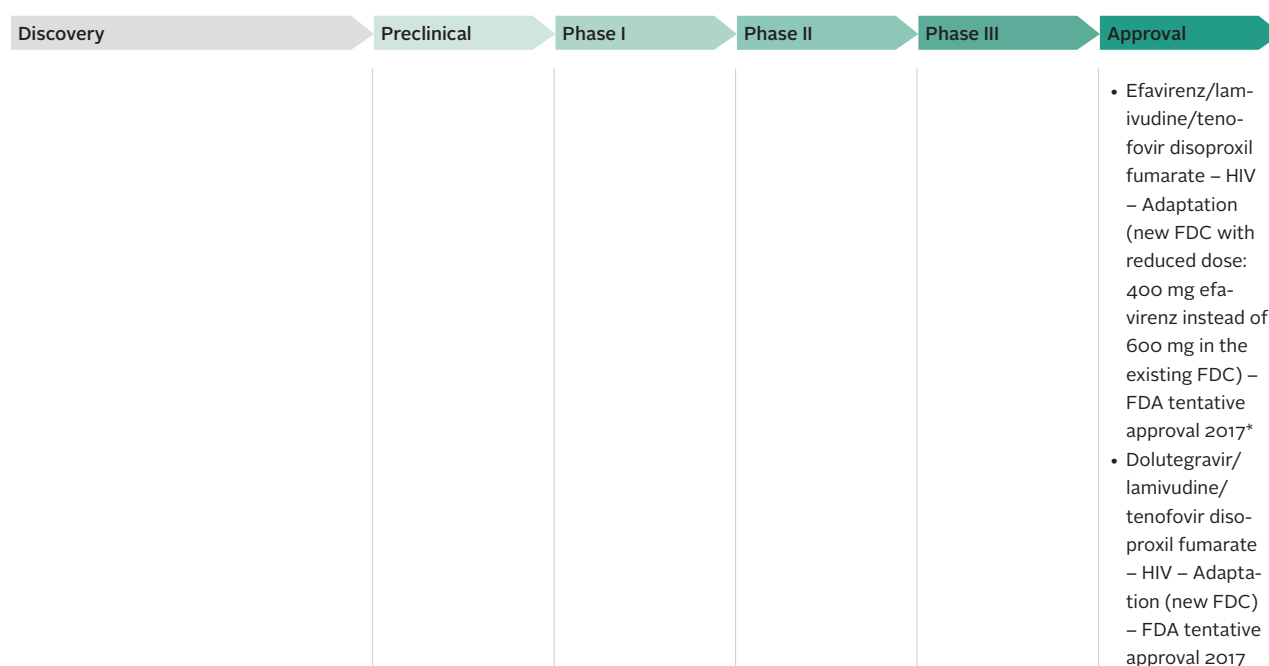 Discovery
Preclinical
Phase I
Phase II
Phase III
Approval
• Efavirenz/lam-
ivudine/teno-
fovir disoproxil
fumarate – HIV
– Adaptation
(new FDC with
reduced dose:
400 mg efa-
virenz instead of
600 mg in the
existing FDC) –
FDA tentative
approval 2017*
• Dolutegravir/
lamivudine/
tenofovir diso-
proxil fumarate
– HIV – Adapta-
tion (new FDC)
– FDA tentative
approval 2017